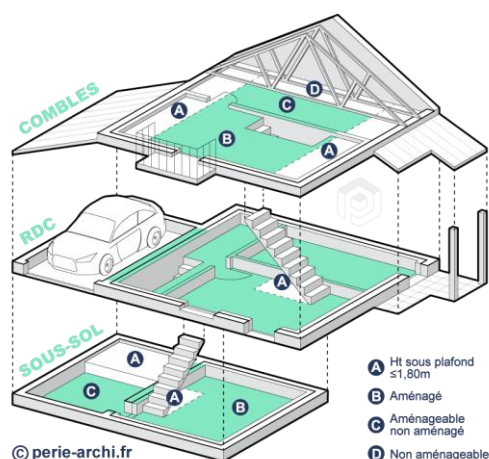 COMBLES
D
A
C
B
A
RDC
A
SOUS-SOL
A
C
A
B
A Ht sous plafond
≤1,80m
B Aménagé
C Aménageable
non aménagé
D Non aménageable
© perie-archi.fr